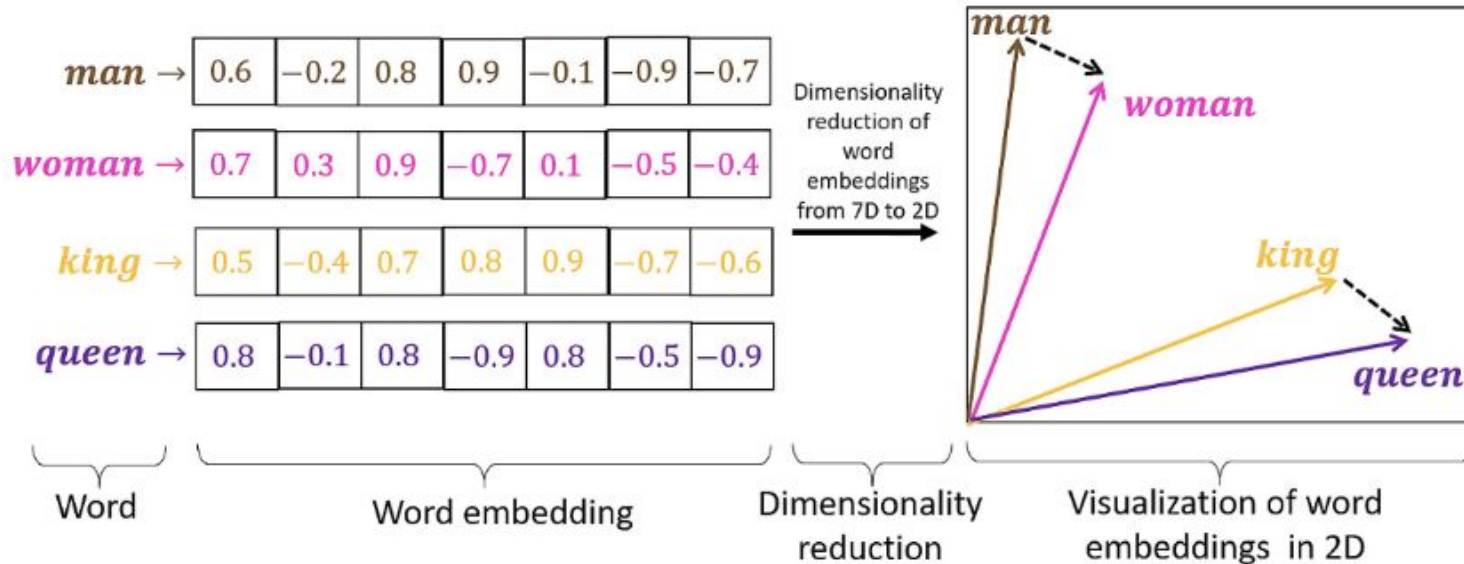 man → 0.6 −0.2 0.8 0.9 −0.1 −0.9 −0.7
woman → 0.7 0.3 0.9 −0.7 0.1 −0.5 −0.4
king → 0.5 −0.4 0.7 0.8 0.9 −0.7 −0.6
queen → 0.8 −0.1 0.8 −0.9 0.8 −0.5 −0.9
Dimensionality
reduction of
word
embeddings
from 7D to 2D
man
woman
king
queen
Word
Word embedding
Dimensionality
reduction
Visualization of word
embeddings in 2D